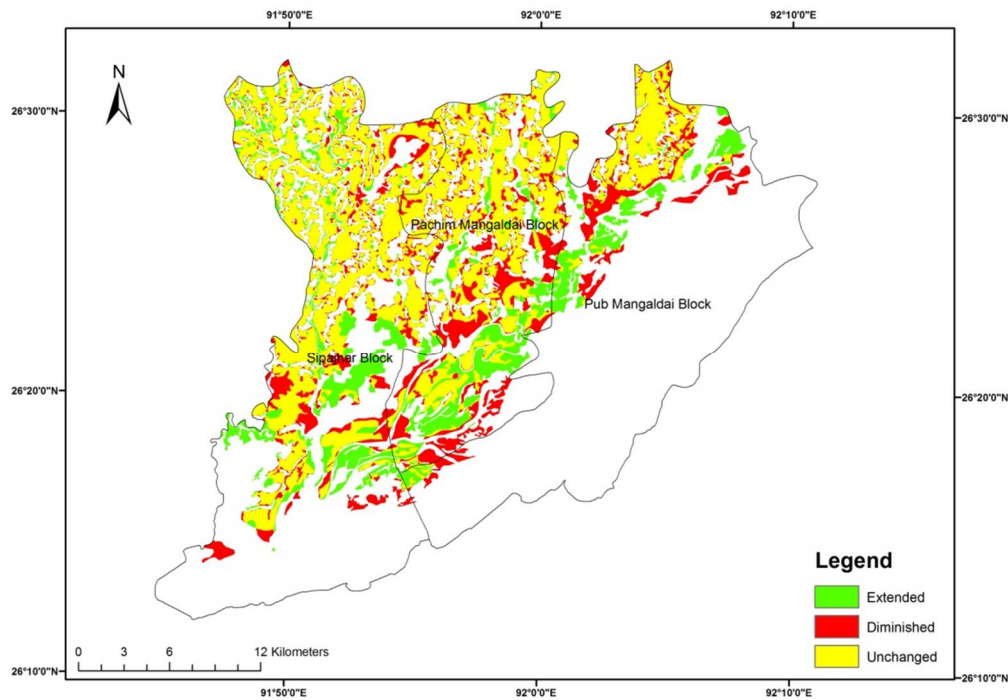 91°50'0"E 92°0'0"E 92°10'0"E
N
26°30'0"N 26°30'0"N
Pachim Mangaldai Block
Pub Mangaldai Block
Sipajhar Block
26°20'0"N 26°20'0"N
Legend
Extended
Diminished
Unchanged
0 3 6 12 Kilometers
26°10'0"N 26°10'0"N
91°50'0"E 92°0'0"E 92°10'0"E